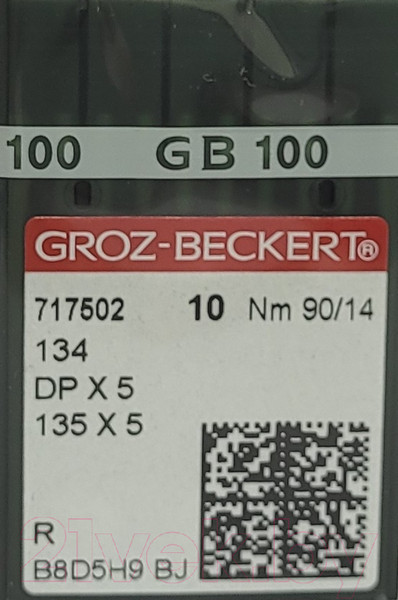 100 GB 100
GROZ-BECKERT®
717502 10 Nm 90/14
134
DP X 5
135 X 5
R
B8D5H9 BJ
21vek.by